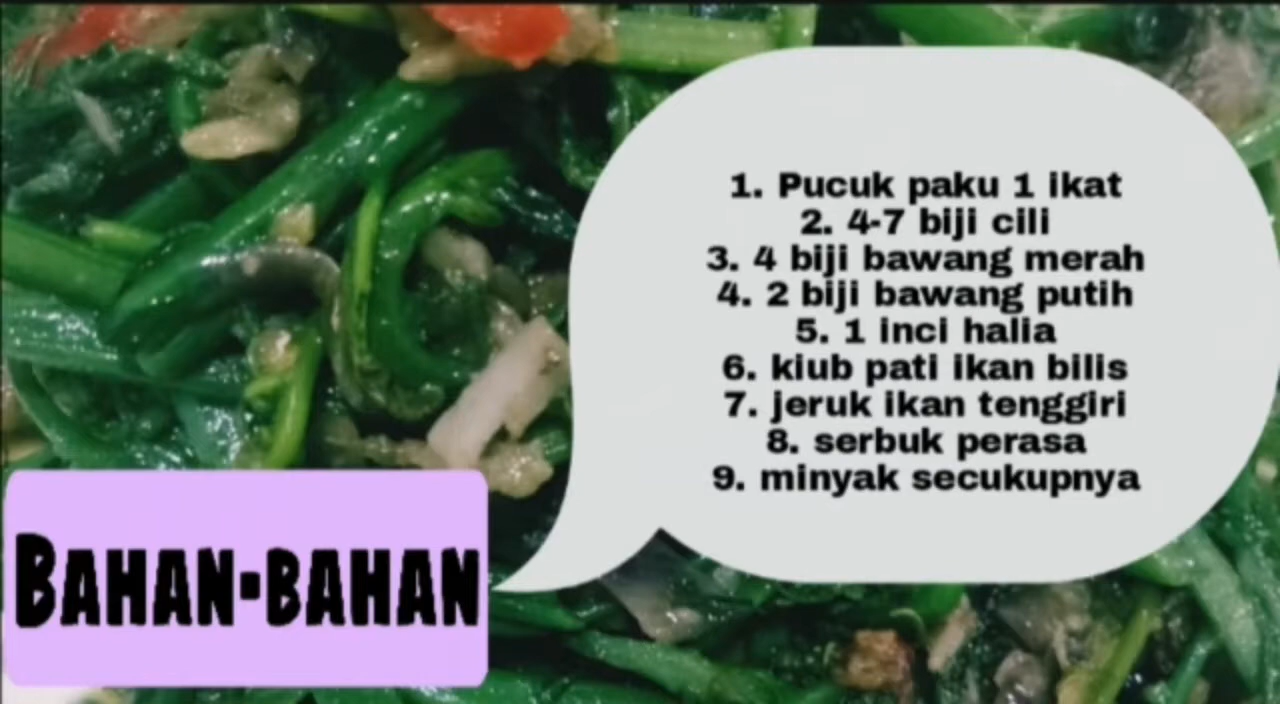 1. Pucuk paku 1 ikat
2. 4-7 biji cili
3. 4 biji bawang merah
4. 2 biji bawang putih
5. 1 inci halia
6. kiub pati ikan bilis
7. jeruk ikan tenggiri
8. serbuk perasa
9. minyak secukupnya
BAHAN-BAHAN